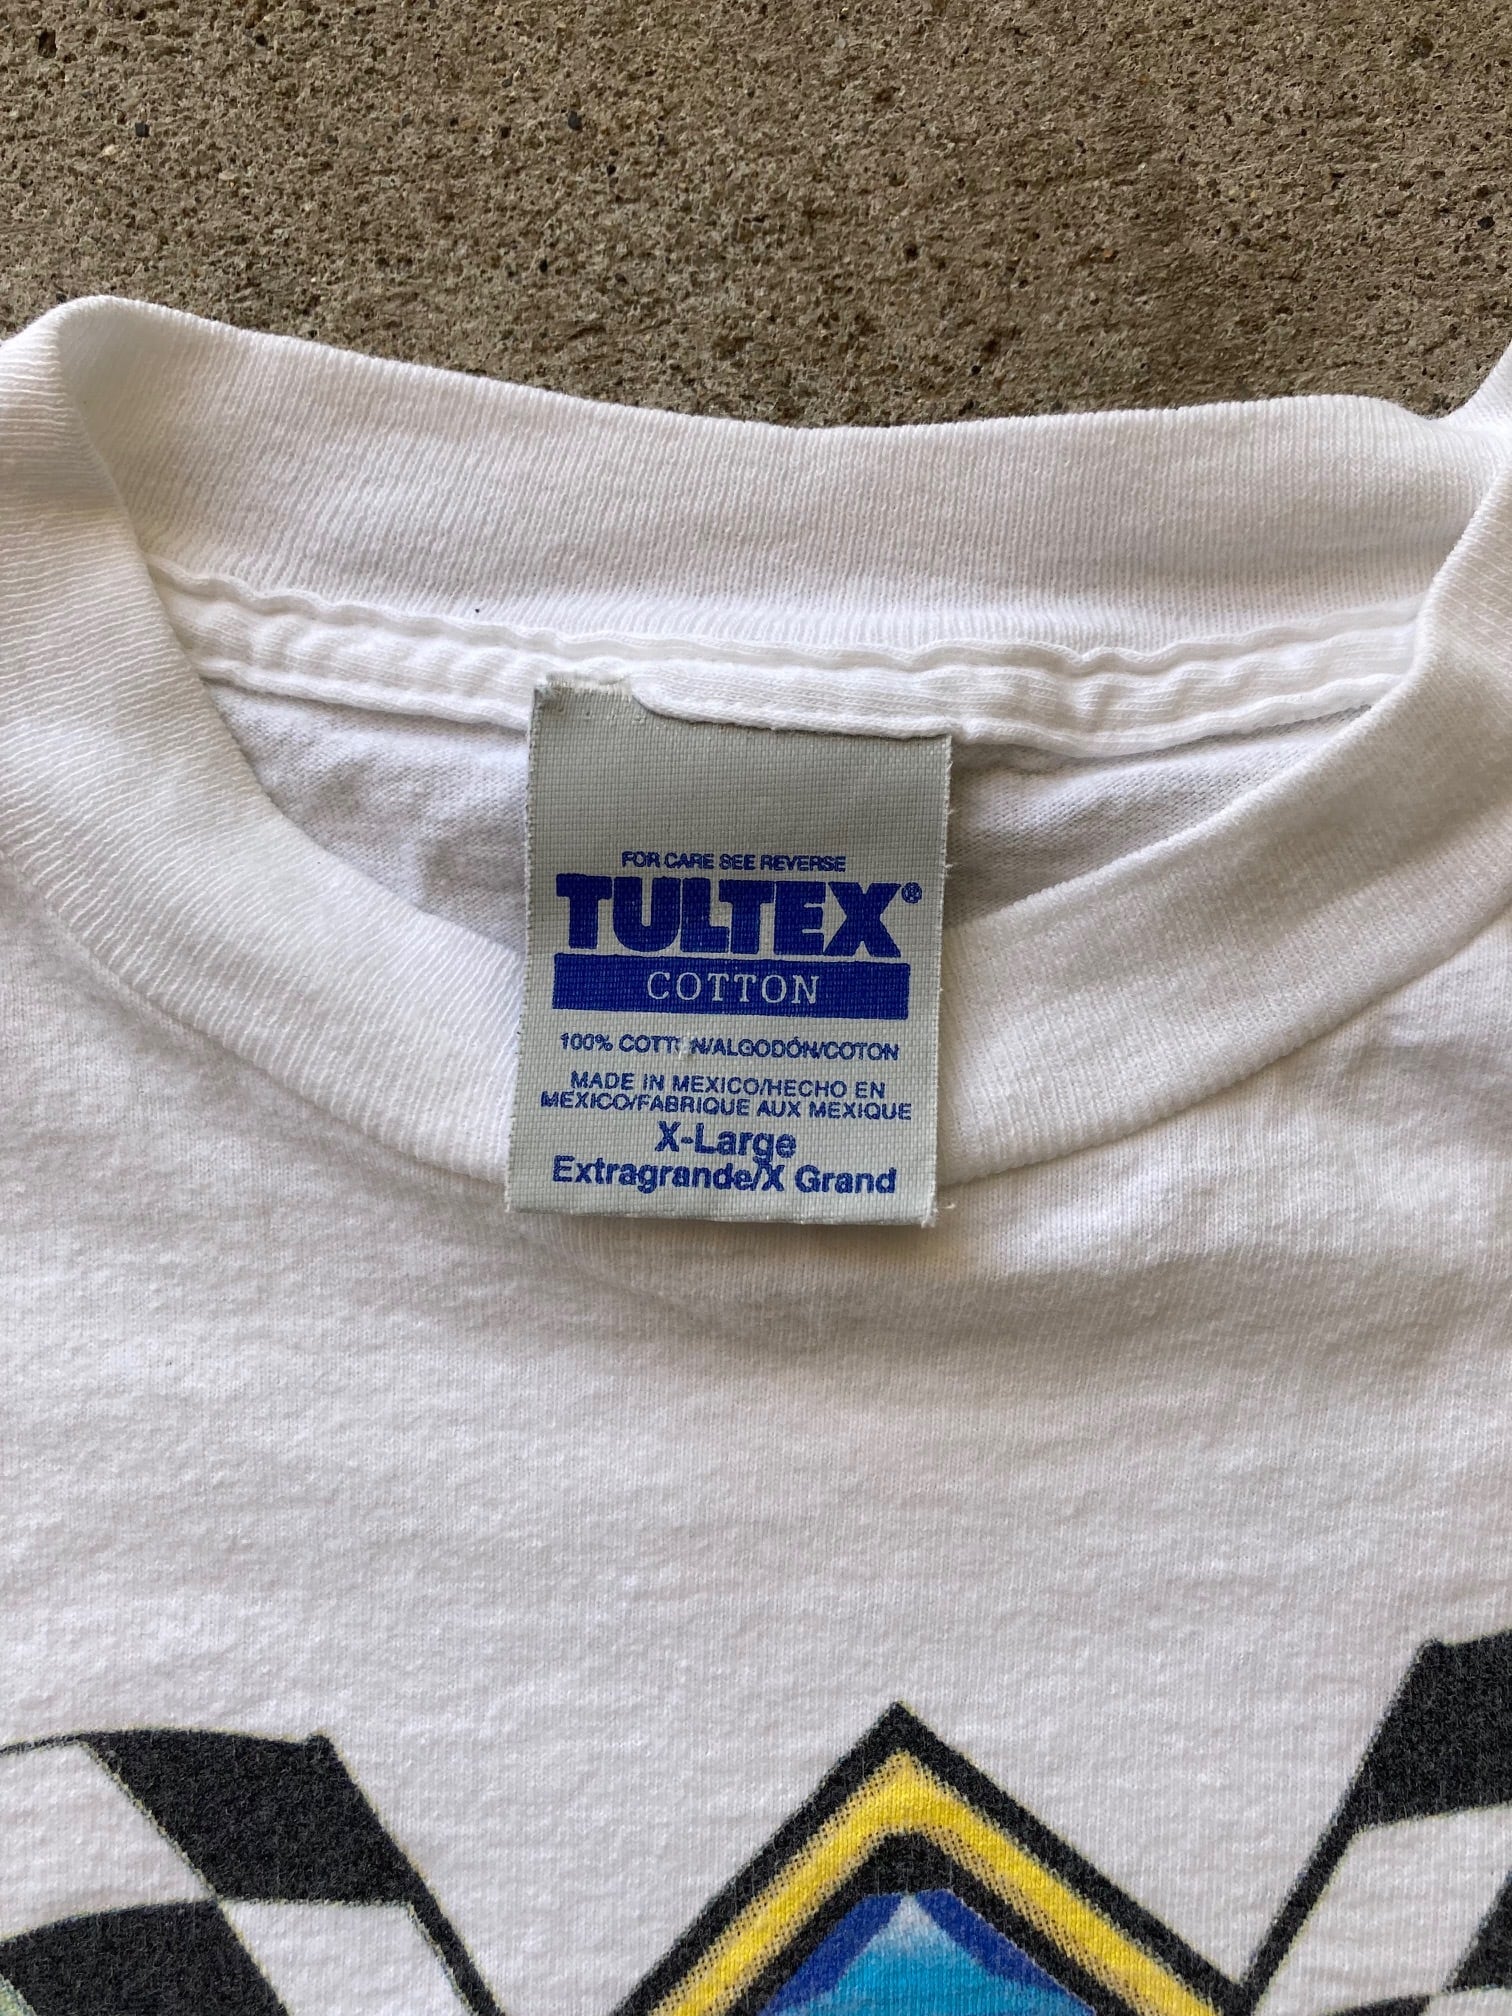 FOR CARE SEE REVERSE
TULTEX®
COTTON
100% COTTON/ALGODÓN/COTON
MADE IN MEXICO/HECHO EN
MEXICO/FABRIQUE AUX MEXIQUE
X-Large
Extragrande/X Grand